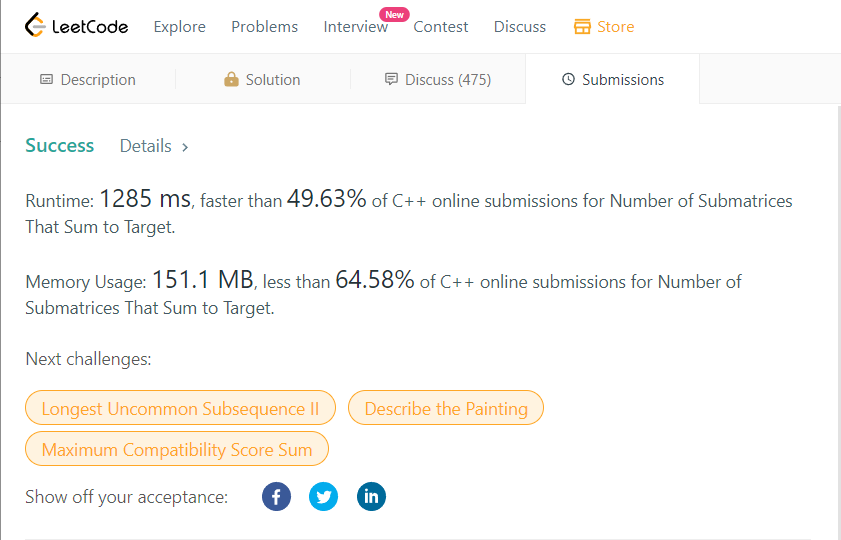 LeetCode Explore Problems Interview New Contest Discuss Store
Description Solution Discuss (475) Submissions
Success Details >
Runtime: 1285 ms, faster than 49.63% of C++ online submissions for Number of Submatrices
That Sum to Target.
Memory Usage: 151.1 MB, less than 64.58% of C++ online submissions for Number of
Submatrices That Sum to Target.
Next challenges:
Longest Uncommon Subsequence II Describe the Painting
Maximum Compatibility Score Sum
Show off your acceptance: f in